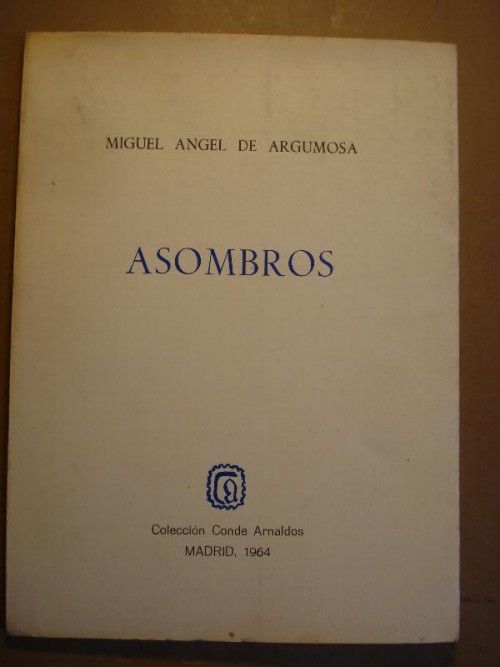 MIGUEL ANGEL DE ARGUMOSA
ASOMBROS
Colección Conde Arnaldos
MADRID, 1964